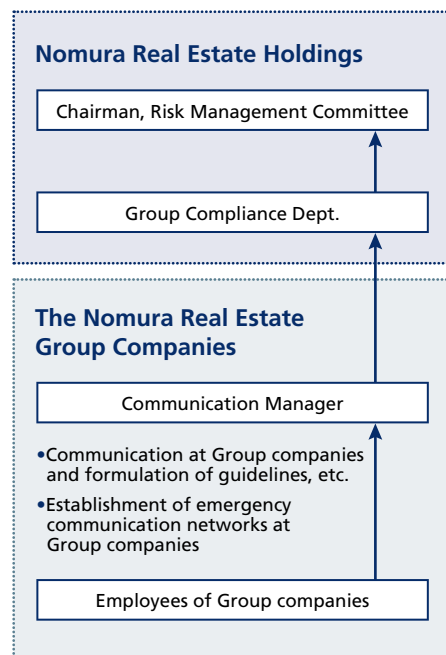 Nomura Real Estate Holdings
Chairman, Risk Management Committee
Group Compliance Dept.
The Nomura Real Estate
Group Companies
Communication Manager
•Communication at Group companies
and formulation of guidelines, etc.
•Establishment of emergency
communication networks at
Group companies
Employees of Group companies